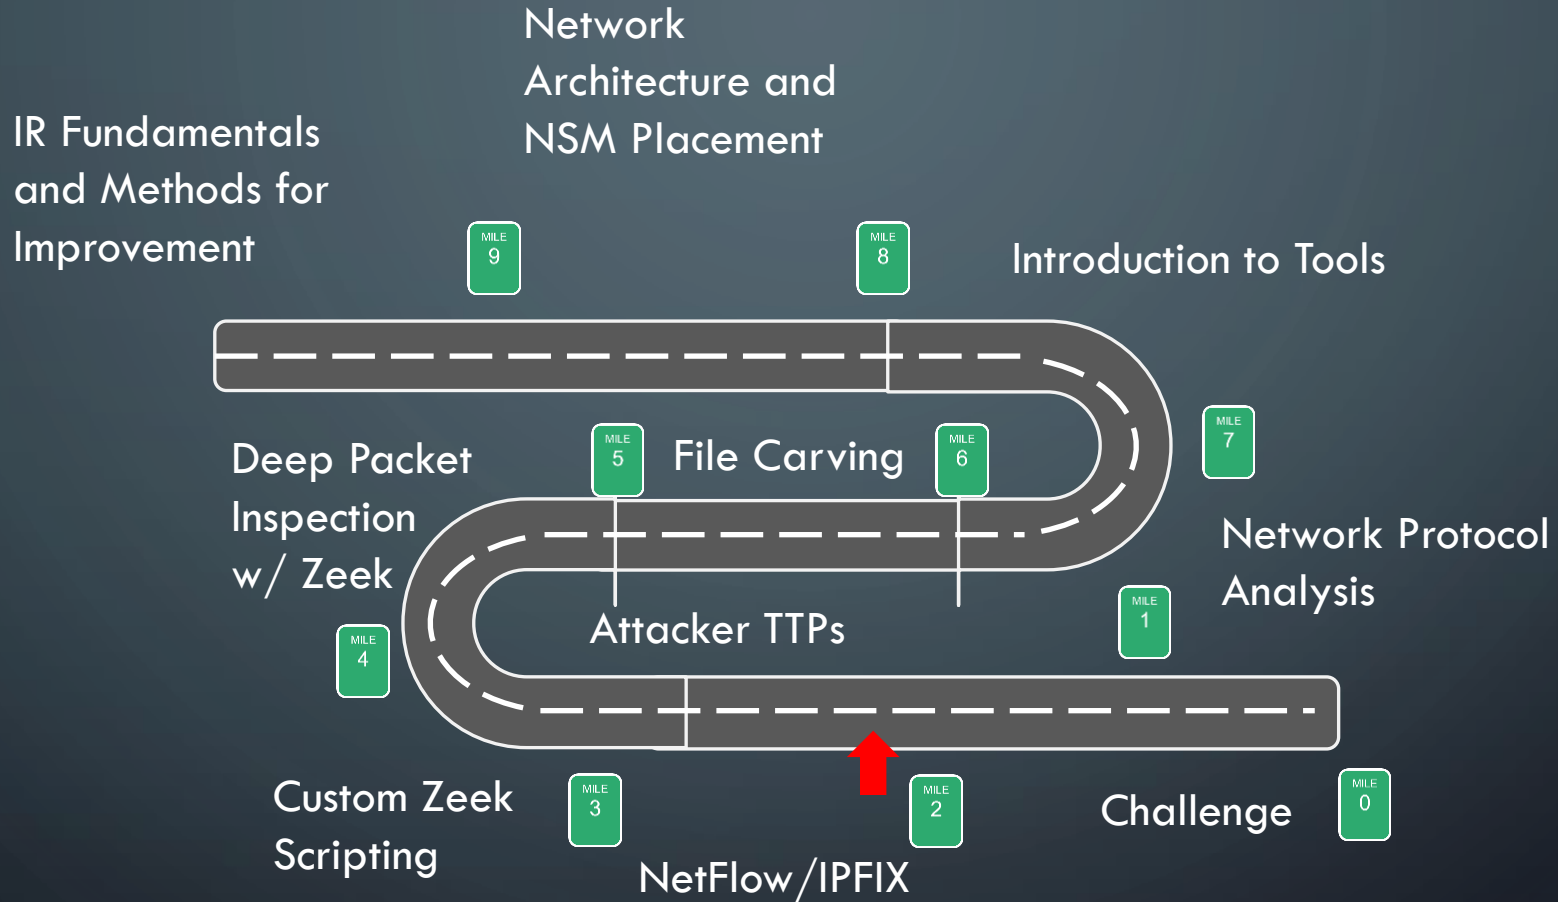 Network
Architecture and
NSM Placement
IR Fundamentals
and Methods for
Improvement
MILE
9
MILE
8
Introduction to Tools
MILE
7
Deep Packet
Inspection
w/ Zeek
MILE
5
File Carving
MILE
6
Network Protocol
Analysis
Attacker TTPs
MILE
1
MILE
4
Custom Zeek
Scripting
MILE
3
NetFlow/IPFIX
MILE
2
Challenge
MILE
0